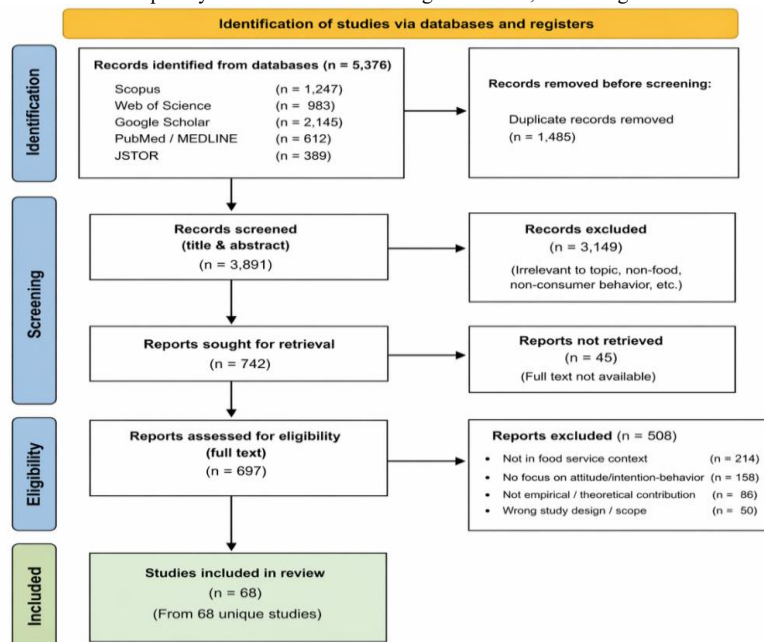 Identification of studies via databases and registers
Identification
Records identified from databases (n = 5,376)
Scopus (n = 1,247)
Web of Science (n = 983)
Google Scholar (n = 2,145)
PubMed / MEDLINE (n = 612)
JSTOR (n = 389)
Records removed before screening:
Duplicate records removed
(n = 1,485)
Screening
Records screened
(title & abstract)
(n = 3,891)
Records excluded
(n = 3,149)
(Irrelevant to topic, non-food,
non-consumer behavior, etc.)
Reports sought for retrieval
(n = 742)
Reports not retrieved
(n = 45)
(Full text not available)
Eligibility
Reports assessed for eligibility
(full text)
(n = 697)
Reports excluded (n = 508)
• Not in food service context (n = 214)
• No focus on attitude/intention-behavior (n = 158)
• Not empirical / theoretical contribution (n = 86)
• Wrong study design / scope (n = 50)
Included
Studies included in review
(n = 68)
(From 68 unique studies)